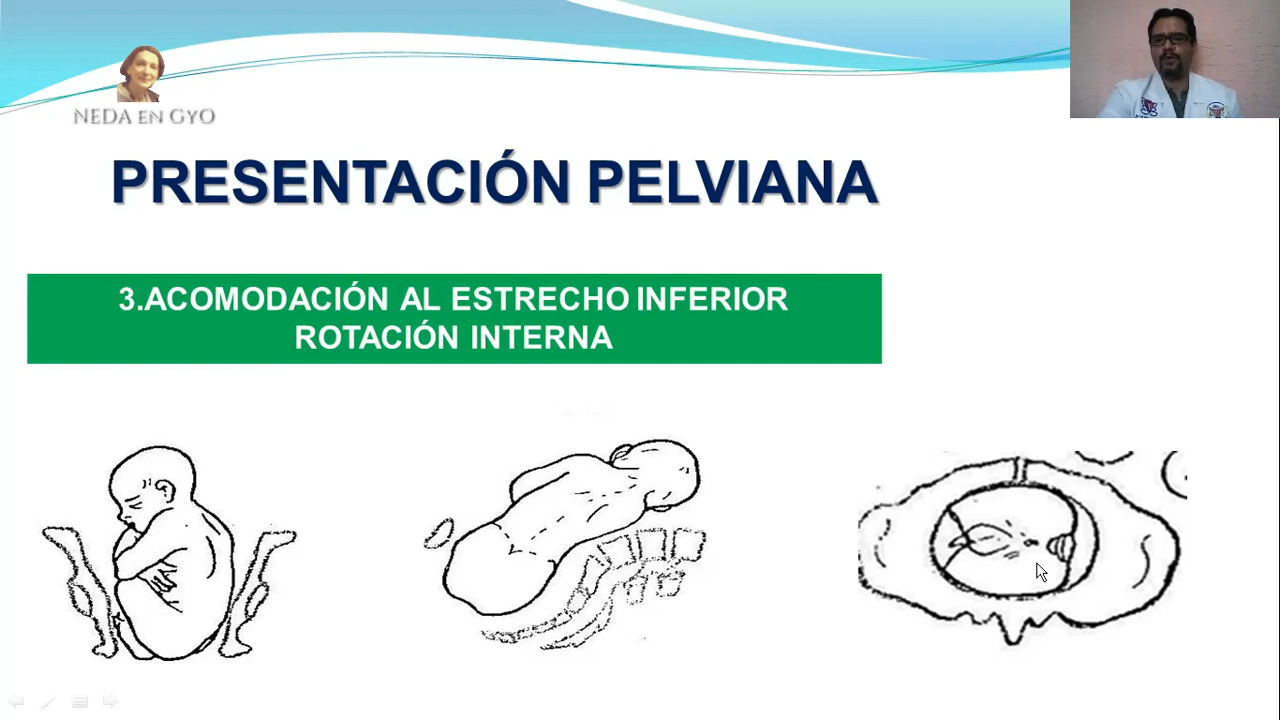 NEDA EN GYO
PRESENTACIÓN PELVIANA
3.ACOMODACIÓN AL ESTRECHO INFERIOR
ROTACIÓN INTERNA